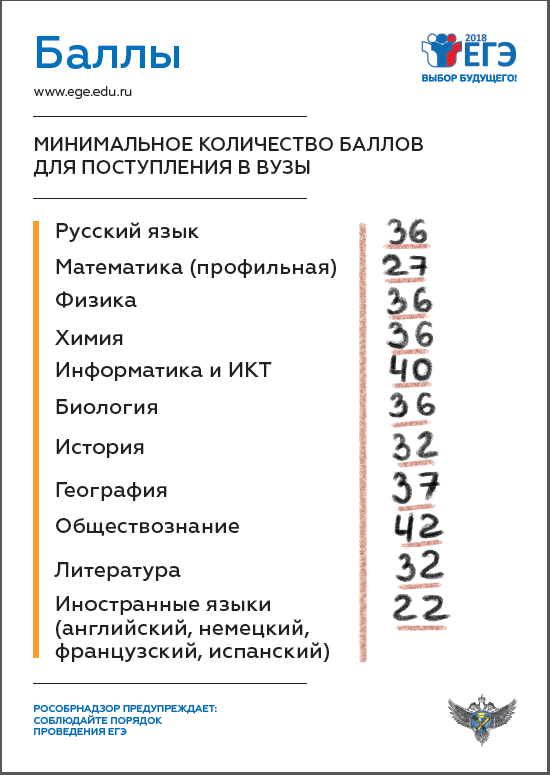 Баллы
2018
ЕГЭ
ВЫБОР БУДУЩЕГО!
www.ege.edu.ru
МИНИМАЛЬНОЕ КОЛИЧЕСТВО БАЛЛОВ
ДЛЯ ПОСТУПЛЕНИЯ В ВУЗЫ
Русский язык 36
Математика (профильная) 27
Физика 36
Химия 36
Информатика и ИКТ 40
Биология 36
История 32
География 37
Обществознание 42
Литература 32
Иностранные языки 22
(английский, немецкий,
французский, испанский)
РОСОБРНАДЗОР ПРЕДУПРЕЖДАЕТ:
СОБЛЮДАЙТЕ ПОРЯДОК
ПРОВЕДЕНИЯ ЕГЭ